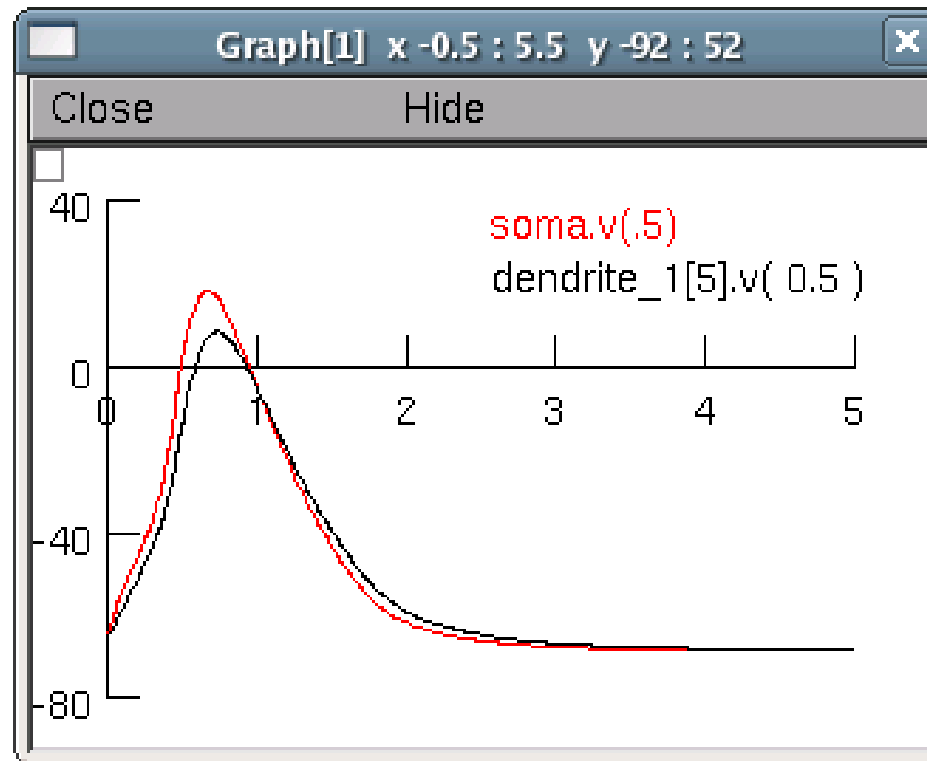 Graph[1] x -0.5 : 5.5 y -92 : 52
Close Hide
40
soma.v(.5)
dendrite_1[5].v( 0.5 )
0
0 1 2 3 4 5
-40
-80